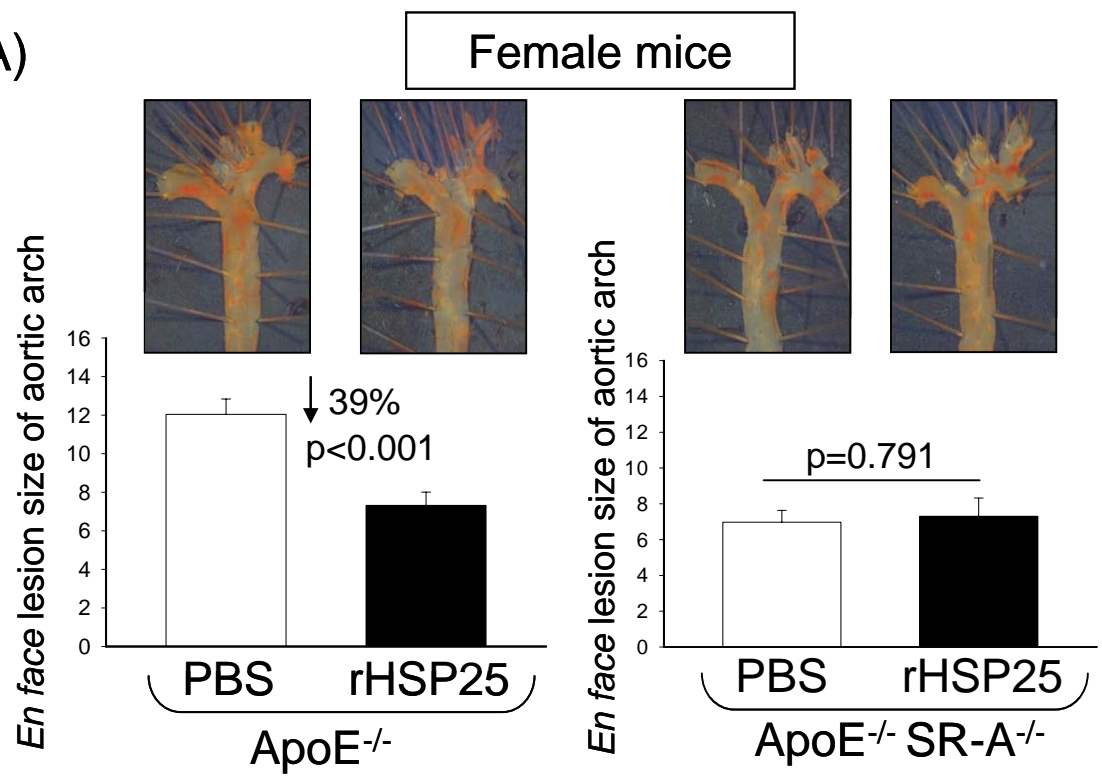 A)
Female mice
En face lesion size of aortic arch
16
14
12
10
8
6
4
2
0
39%
p<0.001
PBS rHSP25
ApoE-/-
En face lesion size of aortic arch
16
14
12
10
8
6
4
2
0
p=0.791
PBS rHSP25
ApoE-/- SR-A-/-